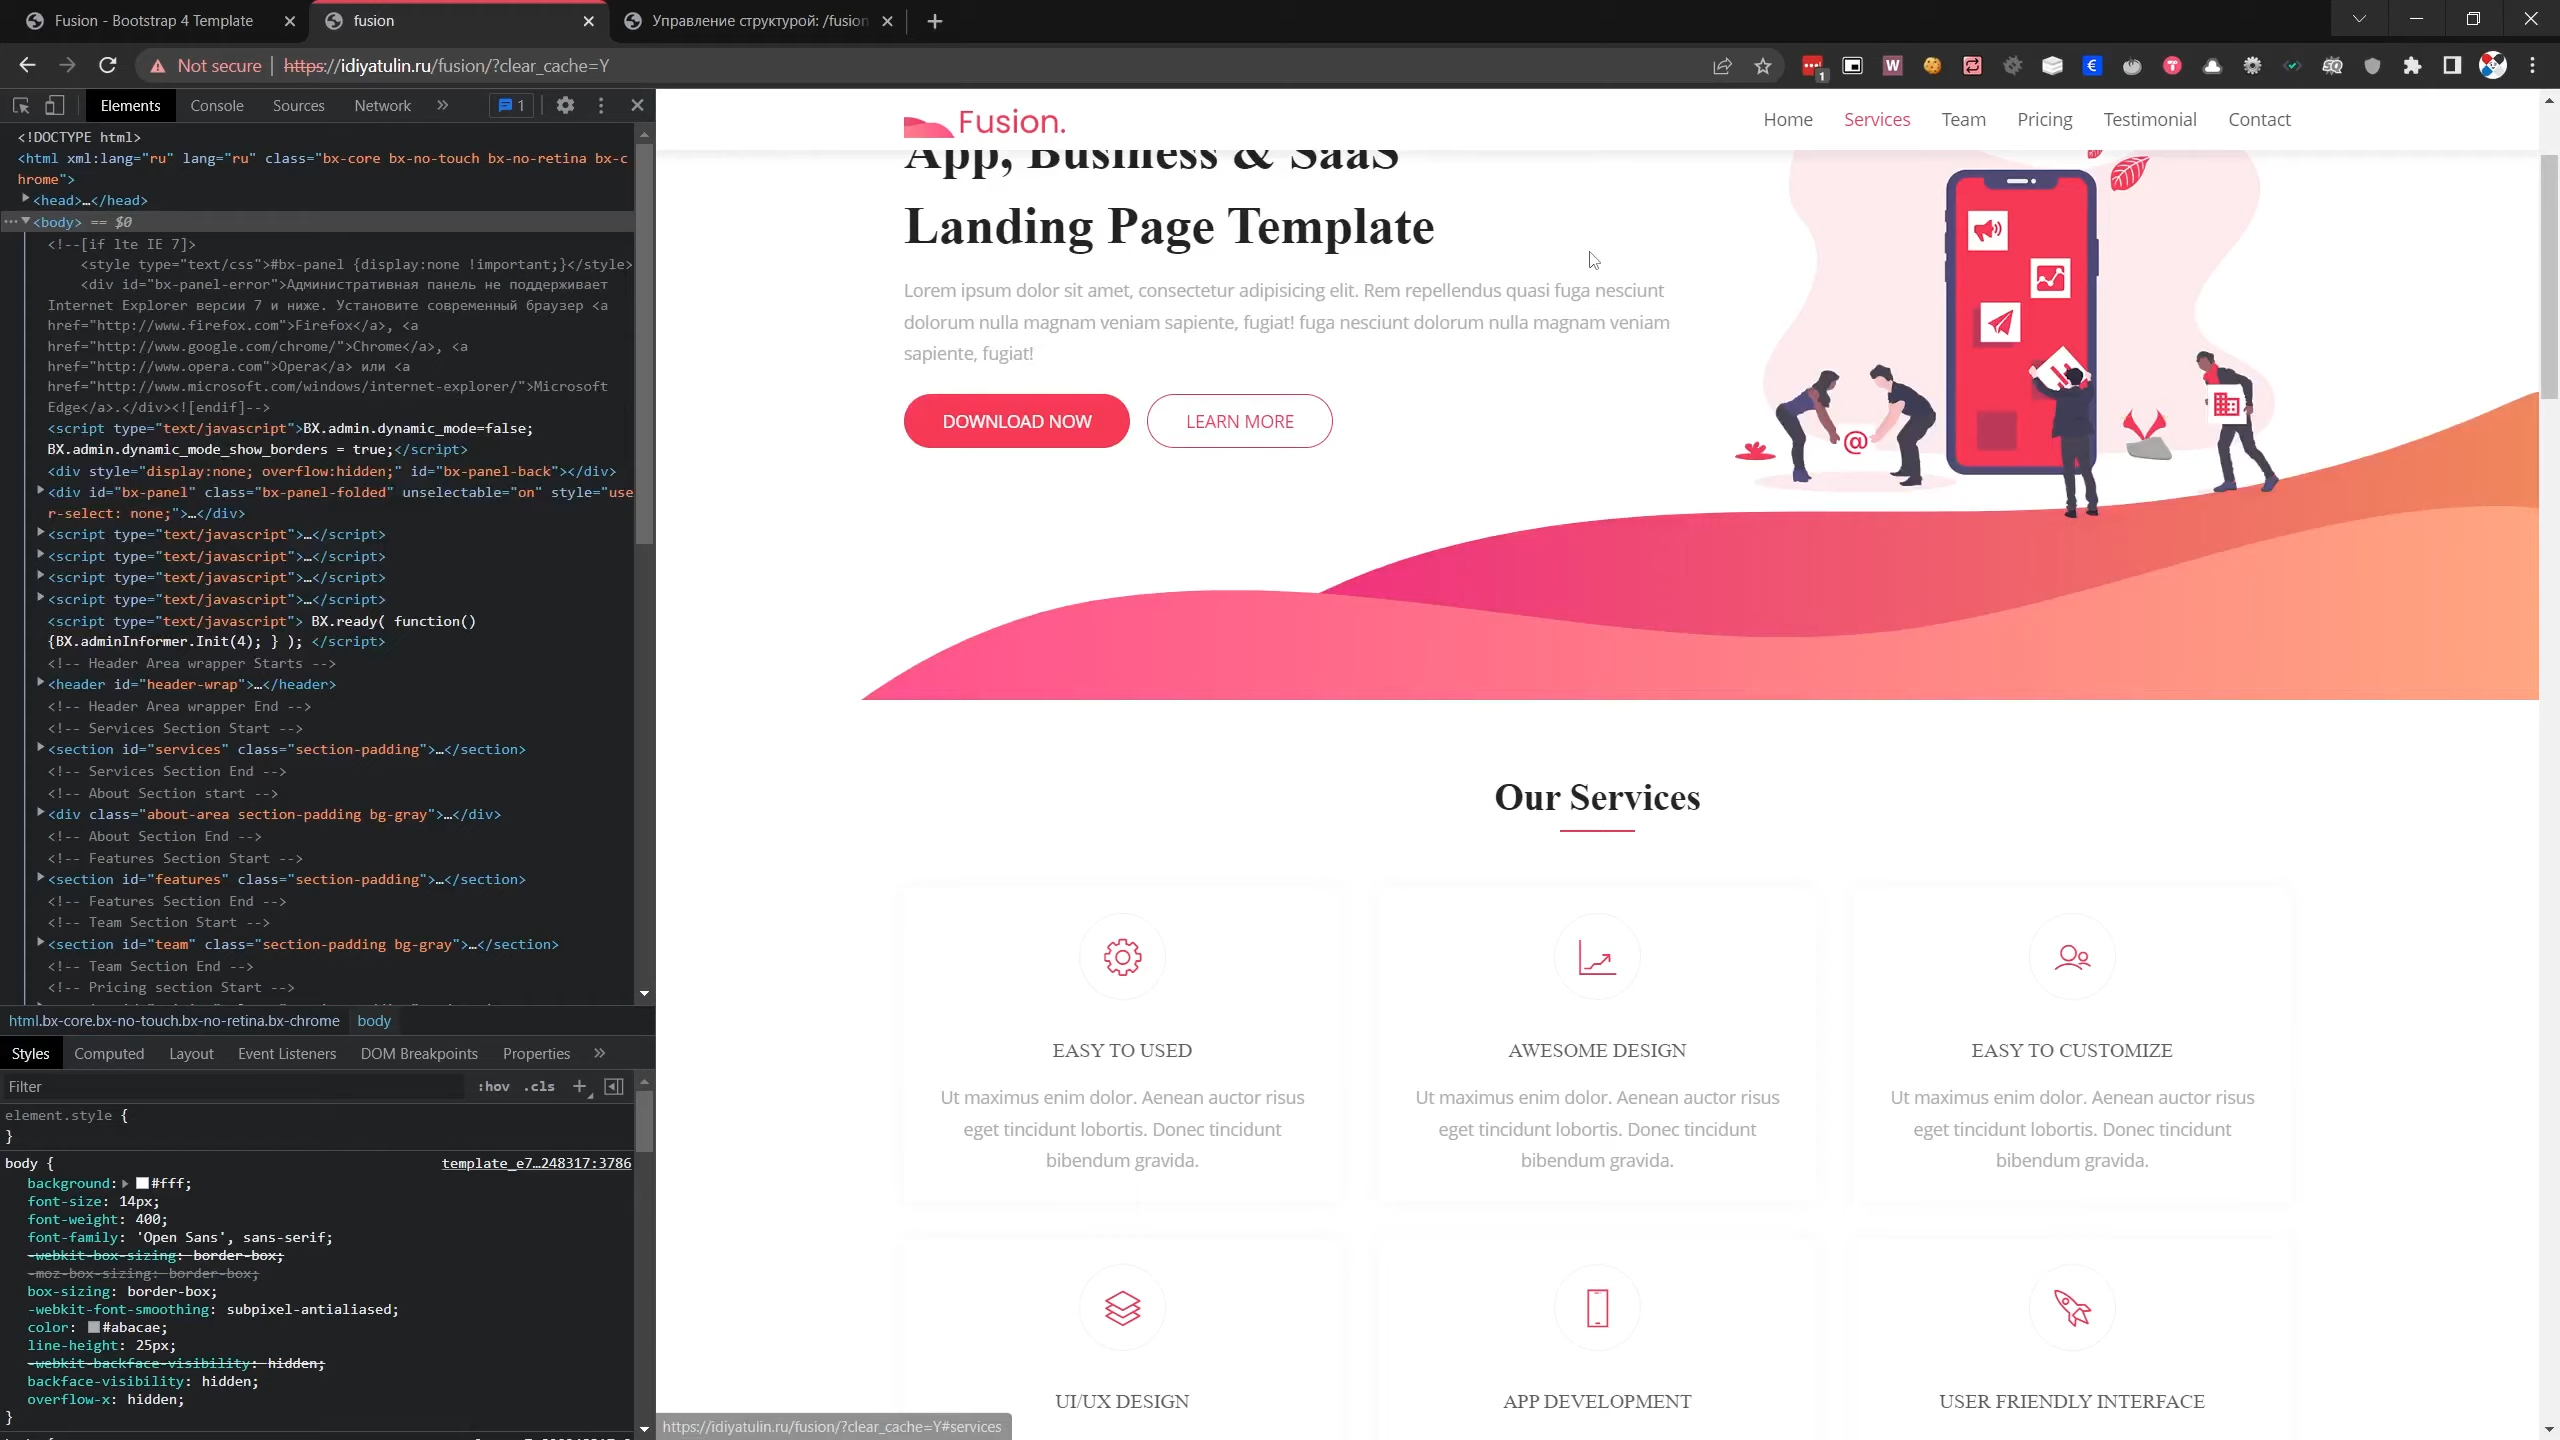 Fusion - Bootstrap 4 Template
fusion
Управление структурой: /fusion
Not secure
https://idiyatulin.ru/fusion/?clear_cache=Y
1
Elements
Console
Sources
Network
1
<!DOCTYPE html>
<html xml:lang="ru" lang="ru" class="bx-core bx-no-touch bx-no-retina bx-c
hrome">
<head>…</head>
<body> == $0
<!--[if lte IE 7]>
<style type="text/css">#bx-panel {display:none !important;}</style>
<div id="bx-panel-error">Административная панель не поддерживает
Internet Explorer версии 7 и ниже. Установите современный браузер <a
href="http://www.firefox.com">Firefox</a>, <a
href="http://www.google.com/chrome/">Chrome</a>, <a
href="http://www.opera.com">Opera</a> или <a
href="http://www.microsoft.com/windows/internet-explorer/">Microsoft
Edge</a>.</div><![endif]-->
<script type="text/javascript">BX.admin.dynamic_mode=false;
BX.admin.dynamic_mode_show_borders = true;</script>
<div style="display:none; overflow:hidden;" id="bx-panel-back"></div>
<div id="bx-panel" class="bx-panel-folded" unselectable="on" style="use
r-select: none;">…</div>
<script type="text/javascript">…</script>
<script type="text/javascript">…</script>
<script type="text/javascript">…</script>
<script type="text/javascript">…</script>
<script type="text/javascript"> BX.ready( function()
{BX.adminInformer.Init(4); } ); </script>
<!-- Header Area wrapper Starts -->
<header id="header-wrap">…</header>
<!-- Header Area wrapper End -->
<!-- Services Section Start -->
<section id="services" class="section-padding">…</section>
<!-- Services Section End -->
<!-- About Section start -->
<div class="about-area section-padding bg-gray">…</div>
<!-- About Section End -->
<!-- Features Section Start -->
<section id="features" class="section-padding">…</section>
<!-- Features Section End -->
<!-- Team Section Start -->
<section id="team" class="section-padding bg-gray">…</section>
<!-- Team Section End -->
<!-- Pricing section Start -->
html.bx-core.bx-no-touch.bx-no-retina.bx-chrome
body
Styles
Computed
Layout
Event Listeners
DOM Breakpoints
Properties
Filter
:hov
.cls
element.style {
}
body {
template_e7…248317:3786
background: #fff;
font-size: 14px;
font-weight: 400;
font-family: 'Open Sans', sans-serif;
-webkit-box-sizing: border-box;
-moz-box-sizing: border-box;
box-sizing: border-box;
-webkit-font-smoothing: subpixel-antialiased;
color: #abacae;
line-height: 25px;
-webkit-backface-visibility: hidden;
backface-visibility: hidden;
overflow-x: hidden;
}
Fusion.
Home
Services
Team
Pricing
Testimonial
Contact
App, Business & SaaS
Landing Page Template
Lorem ipsum dolor sit amet, consectetur adipisicing elit. Rem repellendus quasi fuga nesciunt
dolorum nulla magnam veniam sapiente, fugiat! fuga nesciunt dolorum nulla magnam veniam
sapiente, fugiat!
DOWNLOAD NOW
LEARN MORE
@
Our Services
EASY TO USED
Ut maximus enim dolor. Aenean auctor risus
eget tincidunt lobortis. Donec tincidunt
bibendum gravida.
AWESOME DESIGN
Ut maximus enim dolor. Aenean auctor risus
eget tincidunt lobortis. Donec tincidunt
bibendum gravida.
EASY TO CUSTOMIZE
Ut maximus enim dolor. Aenean auctor risus
eget tincidunt lobortis. Donec tincidunt
bibendum gravida.
UI/UX DESIGN
APP DEVELOPMENT
USER FRIENDLY INTERFACE
https://idiyatulin.ru/fusion/?clear_cache=Y#services